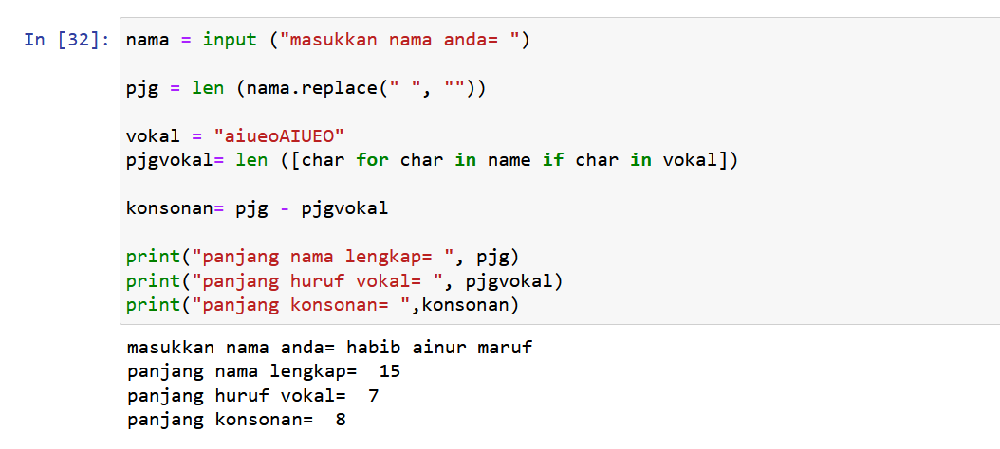 In [32]: nama = input ("masukkan nama anda= ")
pjg = len (nama.replace(" ", ""))
vokal = "aiueoAIUEO"
pjgvokal= len ([char for char in name if char in vokal])
konsonan= pjg - pjgvokal
print("panjang nama lengkap= ", pjg)
print("panjang huruf vokal= ", pjgvokal)
print("panjang konsonan= ",konsonan)
masukkan nama anda= habib ainur maruf
panjang nama lengkap=  15
panjang huruf vokal=  7
panjang konsonan=  8